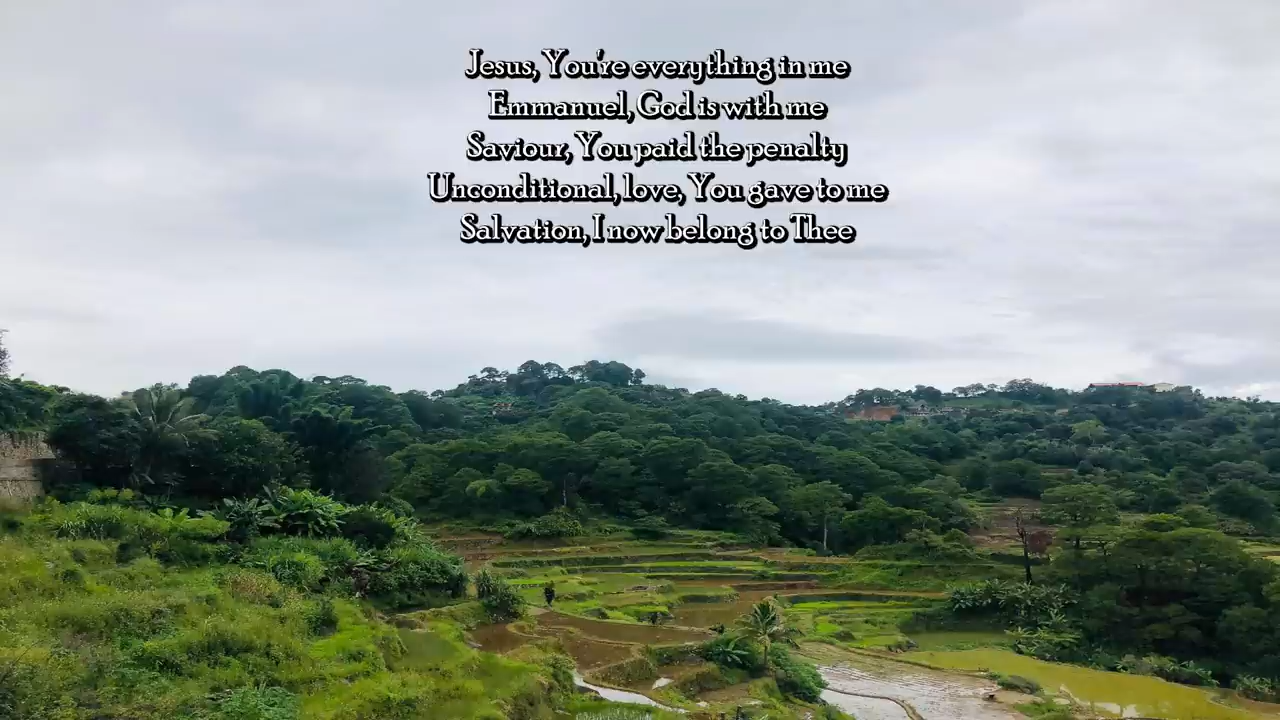 Jesus, You're everything in me
Emmanuel, God is with me
Saviour, You paid the penalty
Unconditional, love, You gave to me
Salvation, I now belong to Thee